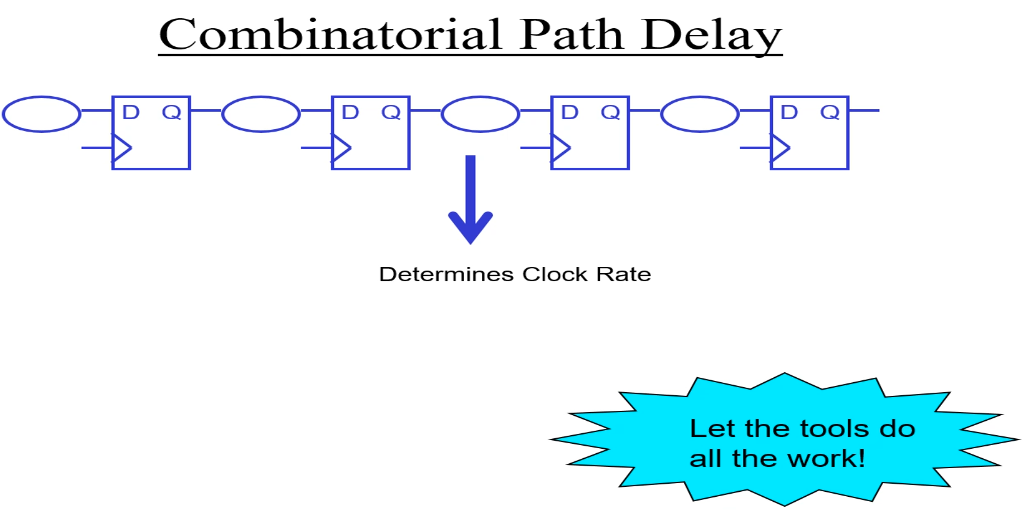 Combinatorial Path Delay
D Q D Q D Q D Q
Determines Clock Rate
Let the tools do
all the work!